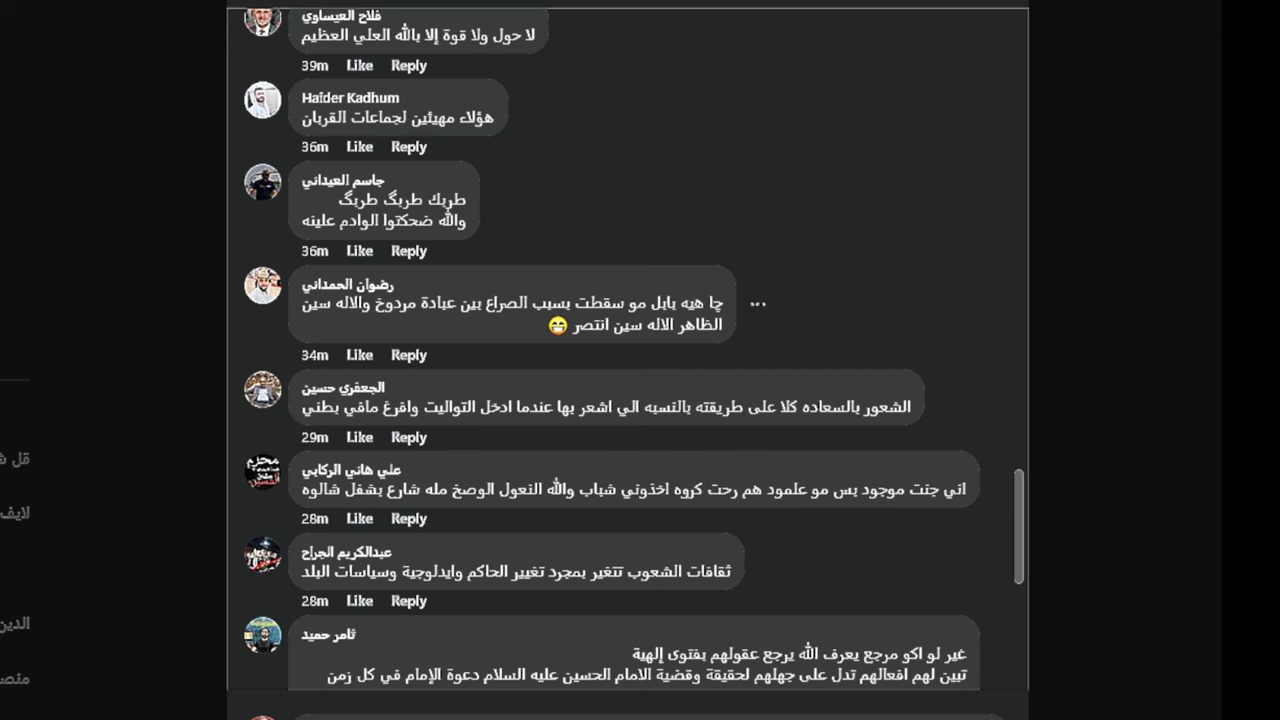 فلاح العيساوي
لا حول ولا قوة إلا بالله العلي العظيم
39m Like Reply
Haider Kadhum
هؤلاء مهيئين لجماعات القربان
36m Like Reply
جاسم العيداني
طربك طربگ طربگ
والله ضحكتوا الوادم علينه
36m Like Reply
رضوان الحمداني
چا هيه بابل مو سقطت بسبب الصراع بين عبادة مردوخ والاله سين
الظاهر الاله سين انتصر 😁
34m Like Reply
الجعفري حسين
الشعور بالسعاده كلا على طريقته بالنسبه الي اشعر بها عندما ادخل التواليت وافرغ مافي بطني
29m Like Reply
علي هاني الركابي
اني جنت موجود بس مو علمود هم رحت كروه اخذوني شباب والله النعول الوصخ مله شارع بشفل شالوه
28m Like Reply
عبدالكريم الجراح
ثقافات الشعوب تتغير بمجرد تغيير الحاكم وايدلوجية وسياسات البلد
28m Like Reply
ثامر حميد
غير لو اكو مرجع يعرف الله يرجع عقولهم بفتوى إلهية
تبين لهم افعالهم تدل على جهلهم لحقيقة وقضية الامام الحسين عليه السلام دعوة الإمام في كل زمن
قل ش
لايف
الدين
منص